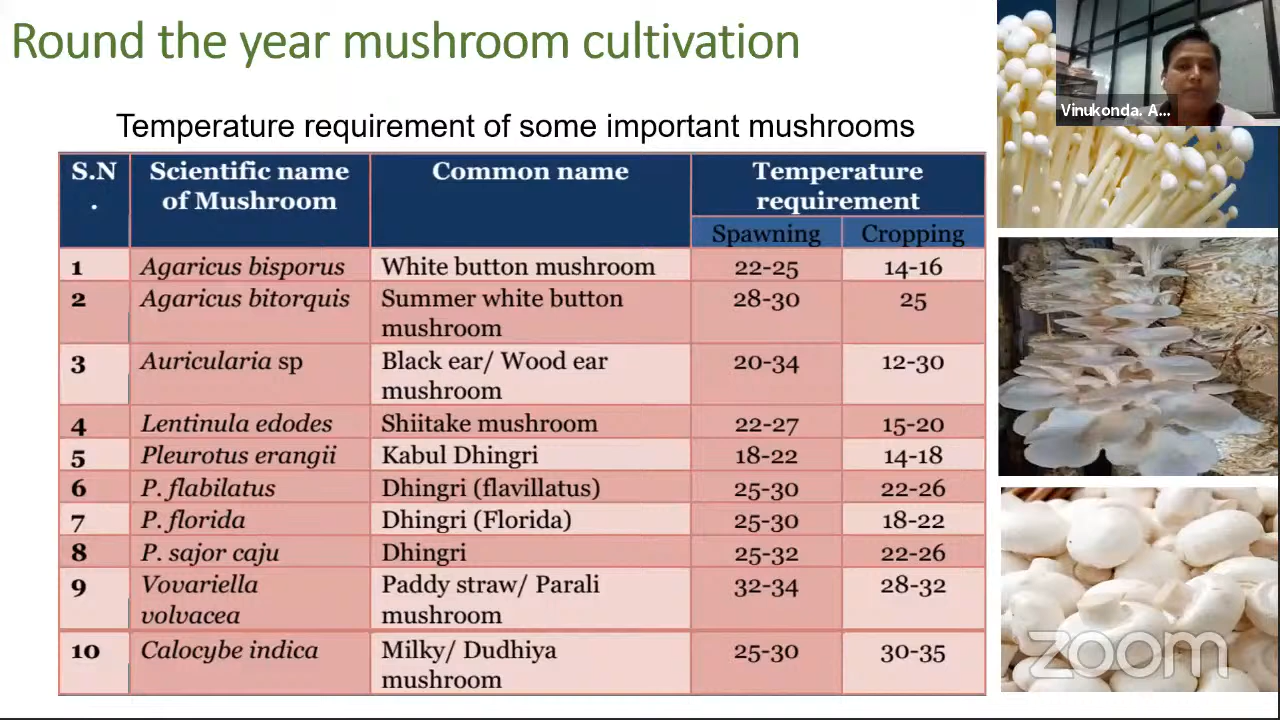 Round the year mushroom cultivation
Vinukonda. A...
Temperature requirement of some important mushrooms
S.N Scientific name Common name Temperature
. of Mushroom requirement
Spawning Cropping
1 Agaricus bisporus White button mushroom 22-25 14-16
2 Agaricus bitorquis Summer white button 28-30 25
mushroom
3 Auricularia sp Black ear/ Wood ear 20-34 12-30
mushroom
4 Lentinula edodes Shiitake mushroom 22-27 15-20
5 Pleurotus erangii Kabul Dhingri 18-22 14-18
6 P. flabilatus Dhingri (flavillatus) 25-30 22-26
7 P. florida Dhingri (Florida) 25-30 18-22
8 P. sajor caju Dhingri 25-32 22-26
9 Vovariella Paddy straw/ Parali 32-34 28-32
volvacea mushroom
10 Calocybe indica Milky/ Dudhiya 25-30 30-35
mushroom
zoom